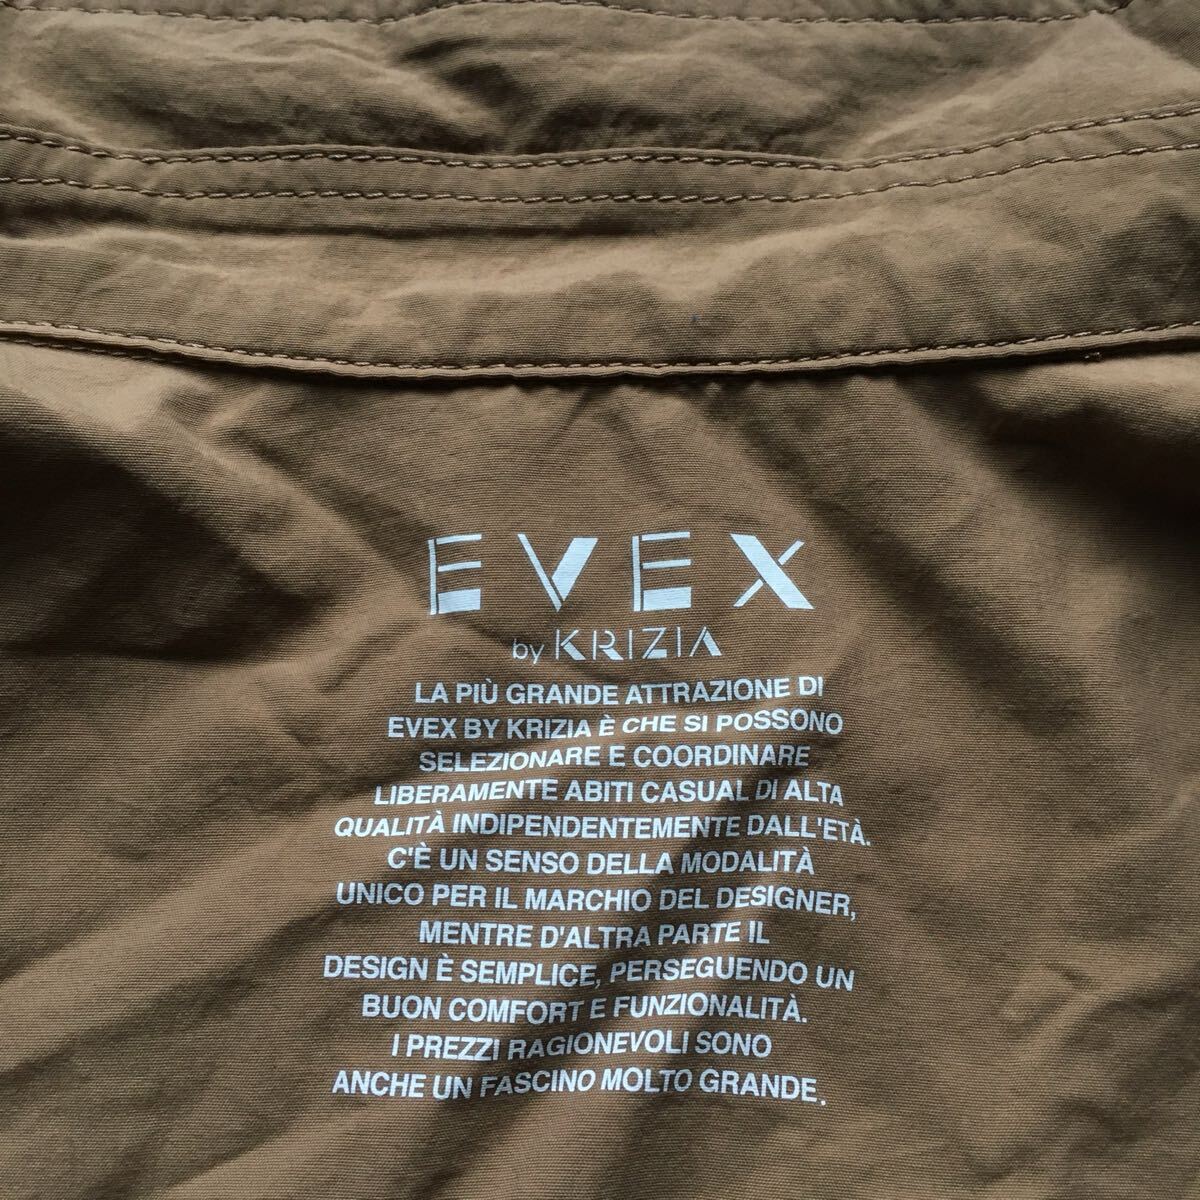 EVEX
by KRIZIA
LA PIÙ GRANDE ATTRAZIONE DI
EVEX BY KRIZIA È CHE SI POSSONO
SELEZIONARE E COORDINARE
LIBERAMENTE ABITI CASUAL DI ALTA
QUALITÀ INDIPENDENTEMENTE DALL'ETÀ.
C'È UN SENSO DELLA MODALITÀ
UNICO PER IL MARCHIO DEL DESIGNER,
MENTRE D'ALTRA PARTE IL
DESIGN È SEMPLICE, PERSEGUENDO UN
BUON COMFORT E FUNZIONALITÀ.
I PREZZI RAGIONEVOLI SONO
ANCHE UN FASCINO MOLTO GRANDE.